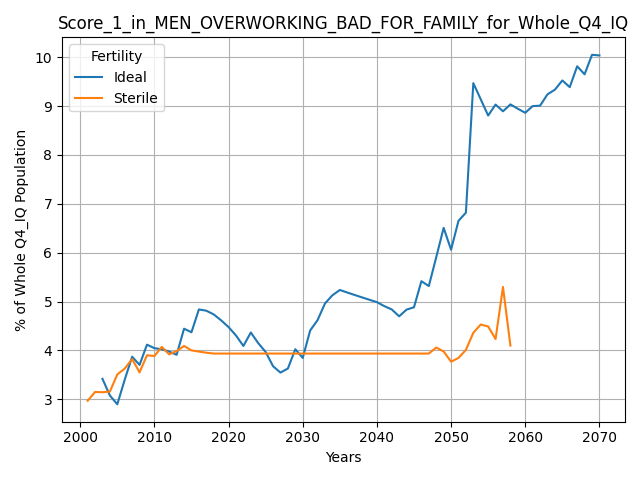 Score_1_in_MEN_OVERWORKING_BAD_FOR_FAMILY_for_Whole_Q4_IQ
Fertility
Ideal
Sterile
% of Whole Q4_IQ Population
10
9
8
7
6
5
4
3
2000 2010 2020 2030 2040 2050 2060 2070
Years